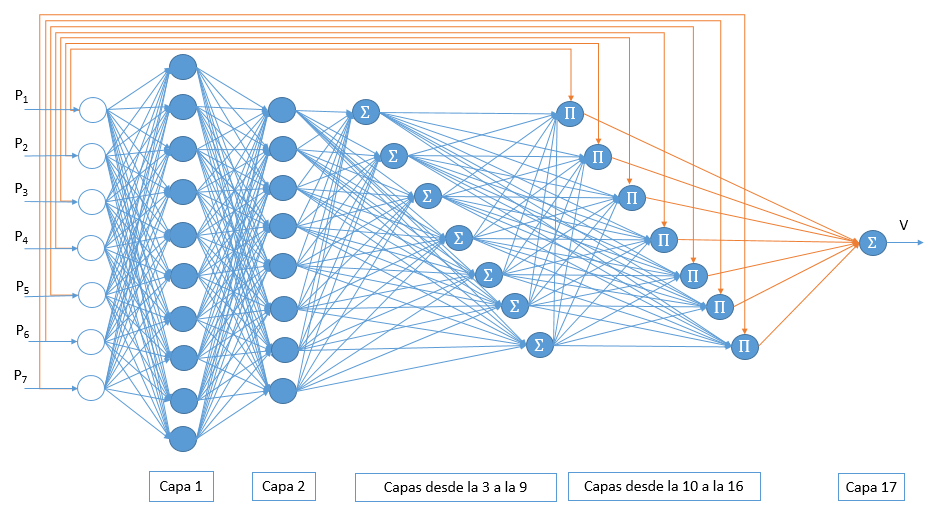 P1
P2
P3
P4
P5
P6
P7
Σ
Σ
Σ
Σ
Σ
Σ
Σ
Π
Π
Π
Π
Π
Π
Π
Σ
V
Capa 1
Capa 2
Capas desde la 3 a la 9
Capas desde la 10 a la 16
Capa 17